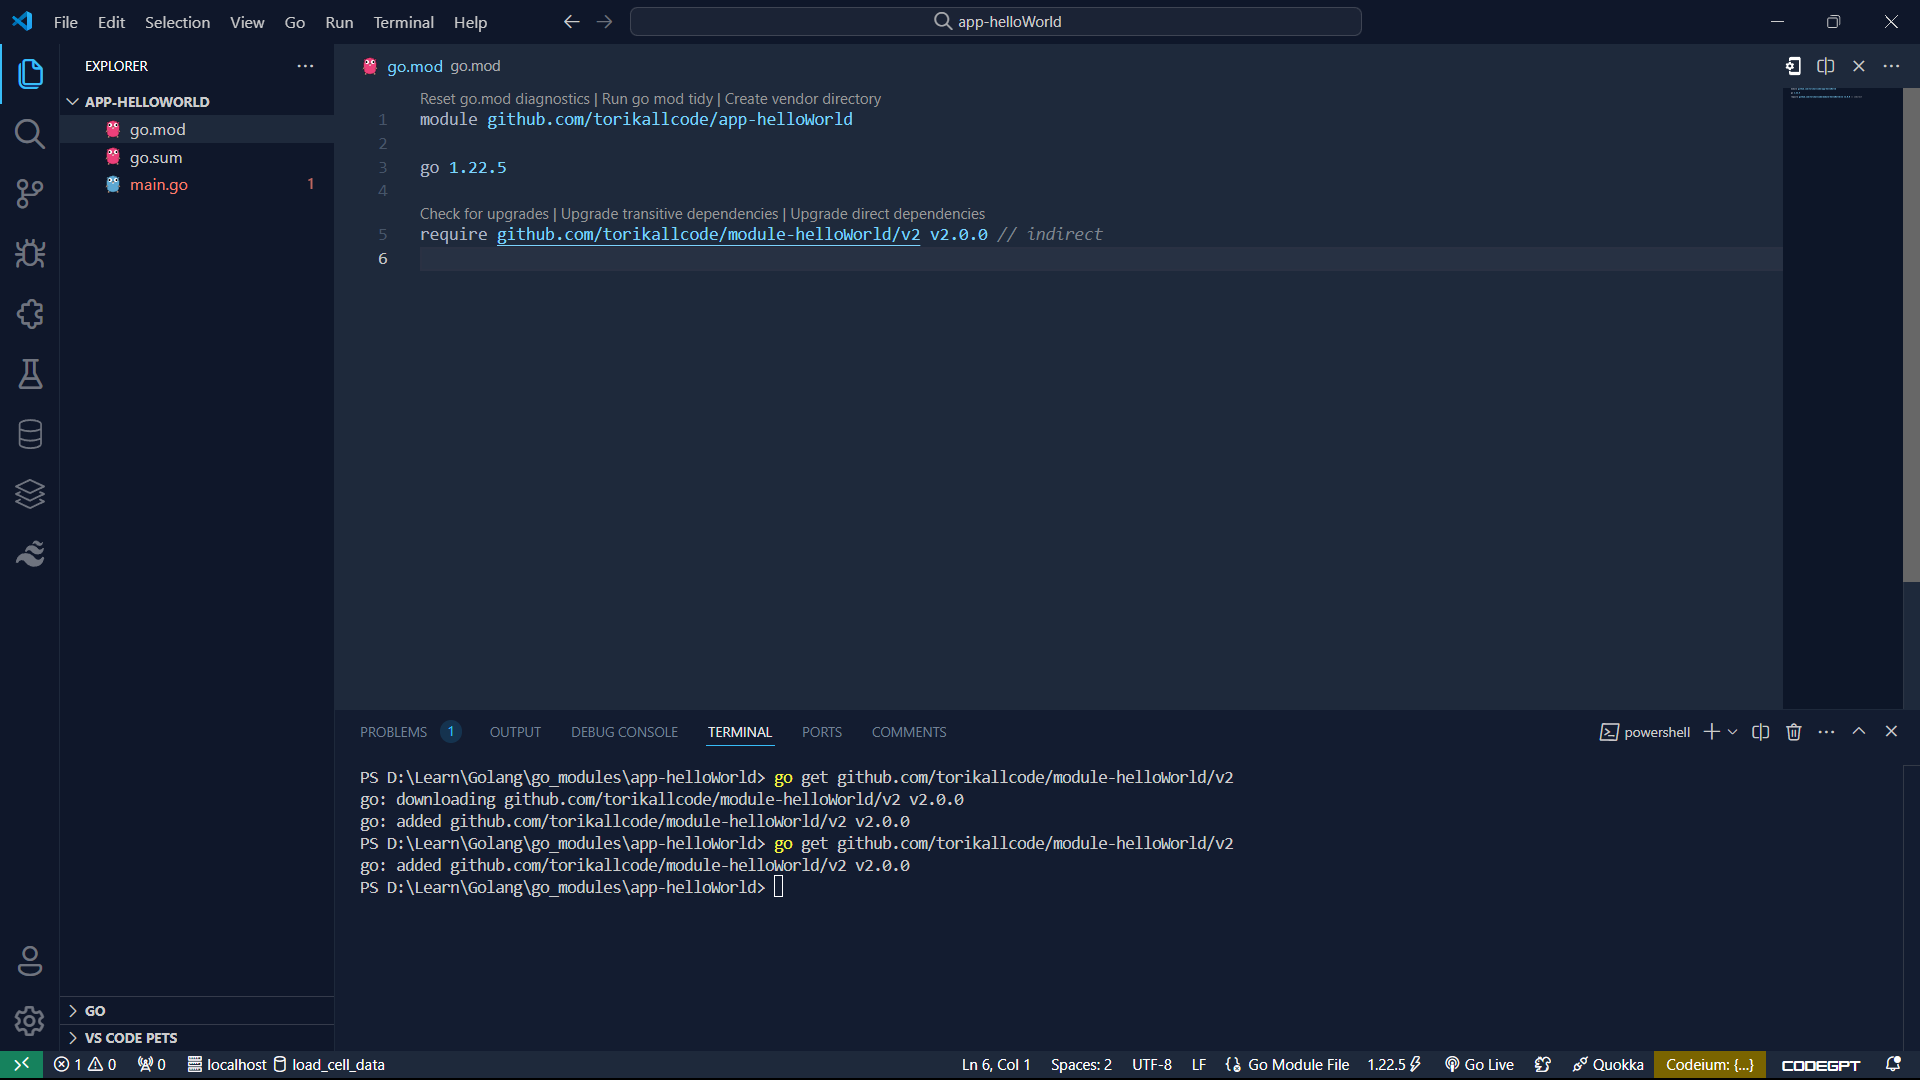 File Edit Selection View Go Run Terminal Help
app-helloWorld
EXPLORER
APP-HELLOWORLD
go.mod
go.sum
main.go 1
GO
VS CODE PETS
go.mod go.mod
Reset go.mod diagnostics | Run go mod tidy | Create vendor directory
1 module github.com/torikallcode/app-helloWorld
2
3 go 1.22.5
4
Check for upgrades | Upgrade transitive dependencies | Upgrade direct dependencies
5 require github.com/torikallcode/module-helloWorld/v2 v2.0.0 // indirect
6
PROBLEMS 1 OUTPUT DEBUG CONSOLE TERMINAL PORTS COMMENTS
powershell
PS D:\Learn\Golang\go_modules\app-helloWorld> go get github.com/torikallcode/module-helloWorld/v2
go: downloading github.com/torikallcode/module-helloWorld/v2 v2.0.0
go: added github.com/torikallcode/module-helloWorld/v2 v2.0.0
PS D:\Learn\Golang\go_modules\app-helloWorld> go get github.com/torikallcode/module-helloWorld/v2
go: added github.com/torikallcode/module-helloWorld/v2 v2.0.0
PS D:\Learn\Golang\go_modules\app-helloWorld>
1 0 0 localhost load_cell_data Ln 6, Col 1 Spaces: 2 UTF-8 LF Go Module File 1.22.5 Go Live Quokka Codeium: {...} CODEGPT